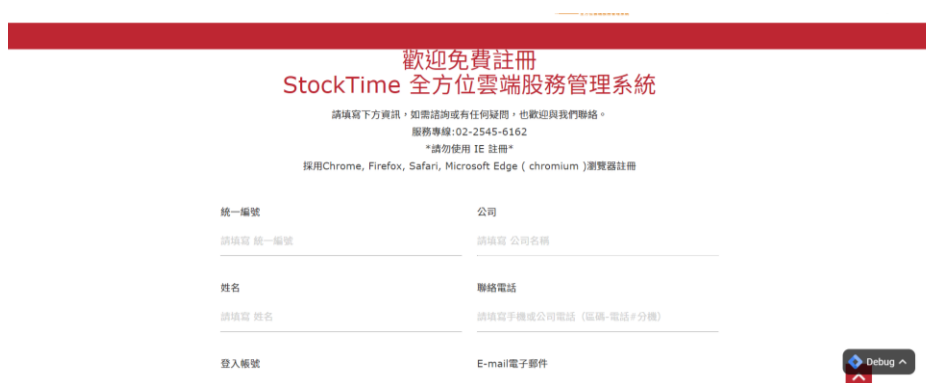 歡迎免費註冊
StockTime 全方位雲端股務管理系統
請填寫下方資訊，如需諮詢或有任何疑問，也歡迎與我們聯絡。
服務專線:02-2545-6162
*請勿使用 IE 註冊*
採用Chrome, Firefox, Safari, Microsoft Edge ( chromium )瀏覽器註冊
統一編號
公司
請填寫 統一編號
請填寫 公司名稱
姓名
聯絡電話
請填寫 姓名
請填寫手機或公司電話（區碼-電話#分機）
登入帳號
E-mail電子郵件
Debug